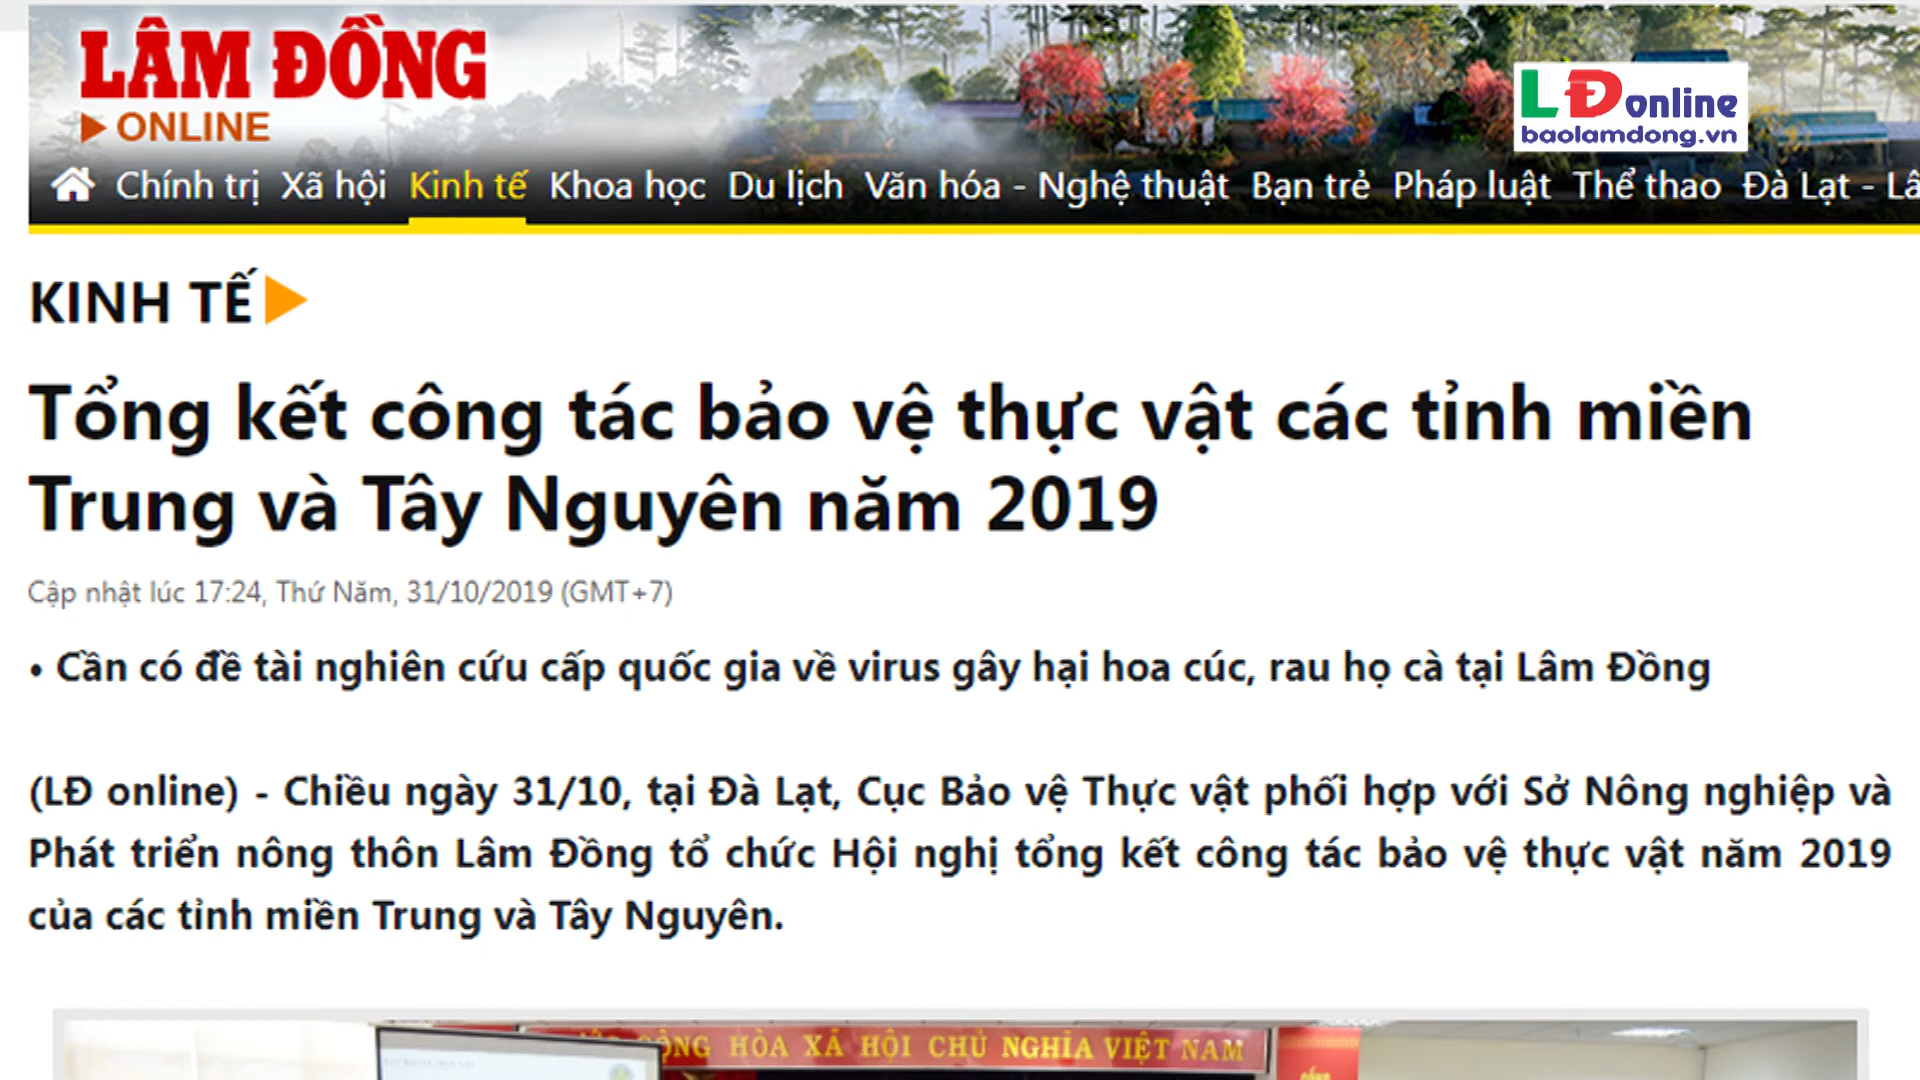 LÂM ĐỒNG
ONLINE
LĐ online
baolamdong.vn
Chính trị Xã hội Kinh tế Khoa học Du lịch Văn hóa - Nghệ thuật Bạn trẻ Pháp luật Thể thao Đà Lạt -
KINH TẾ
Tổng kết công tác bảo vệ thực vật các tỉnh miền
Trung và Tây Nguyên năm 2019
Cập nhật lúc 17:24, Thứ Năm, 31/10/2019 (GMT+7)
• Cần có đề tài nghiên cứu cấp quốc gia về virus gây hại hoa cúc, rau họ cà tại Lâm Đồng
(LĐ online) - Chiều ngày 31/10, tại Đà Lạt, Cục Bảo vệ Thực vật phối hợp với Sở Nông nghiệp và
Phát triển nông thôn Lâm Đồng tổ chức Hội nghị tổng kết công tác bảo vệ thực vật năm 2019
của các tỉnh miền Trung và Tây Nguyên.
HÒA XÃ HỘI CHỦ NGHĨA VIỆT NAM